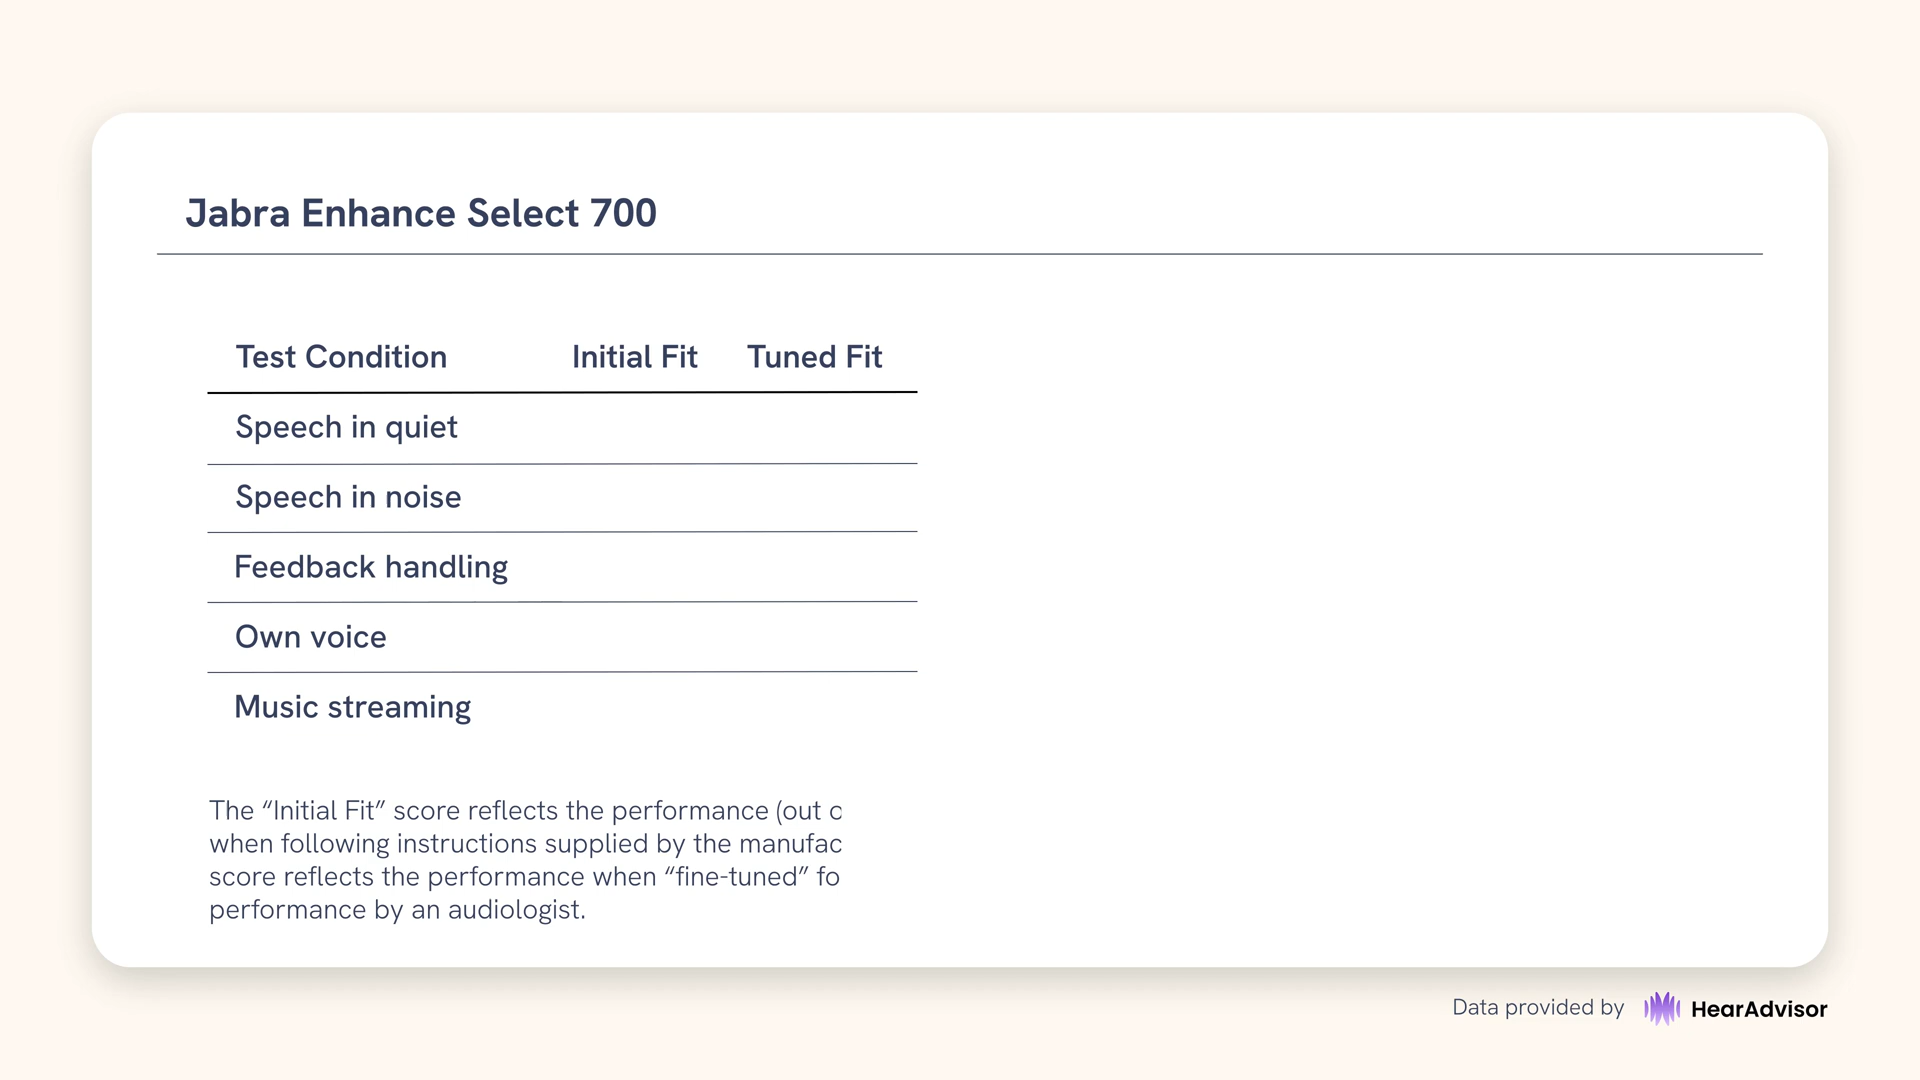 Jabra Enhance Select 700
Test Condition Initial Fit Tuned Fit
Speech in quiet
Speech in noise
Feedback handling
Own voice
Music streaming
The “Initial Fit” score reflects the performance (out
when following instructions supplied by the manufac
score reflects the performance when “fine-tuned” fo
performance by an audiologist.
Data provided by HearAdvisor